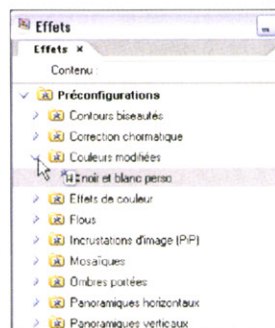 Effets
Effets ×
Contenu :
Préconfigurations
Contours biseautés
Correction chormatique
Couleurs modifiées
noir et blanc perso
Effets de couleur
Flous
Incrustations d'image (PiP)
Mosaïques
Ombres portées
Panoramiques horizontaux
Panoramiques verticaux